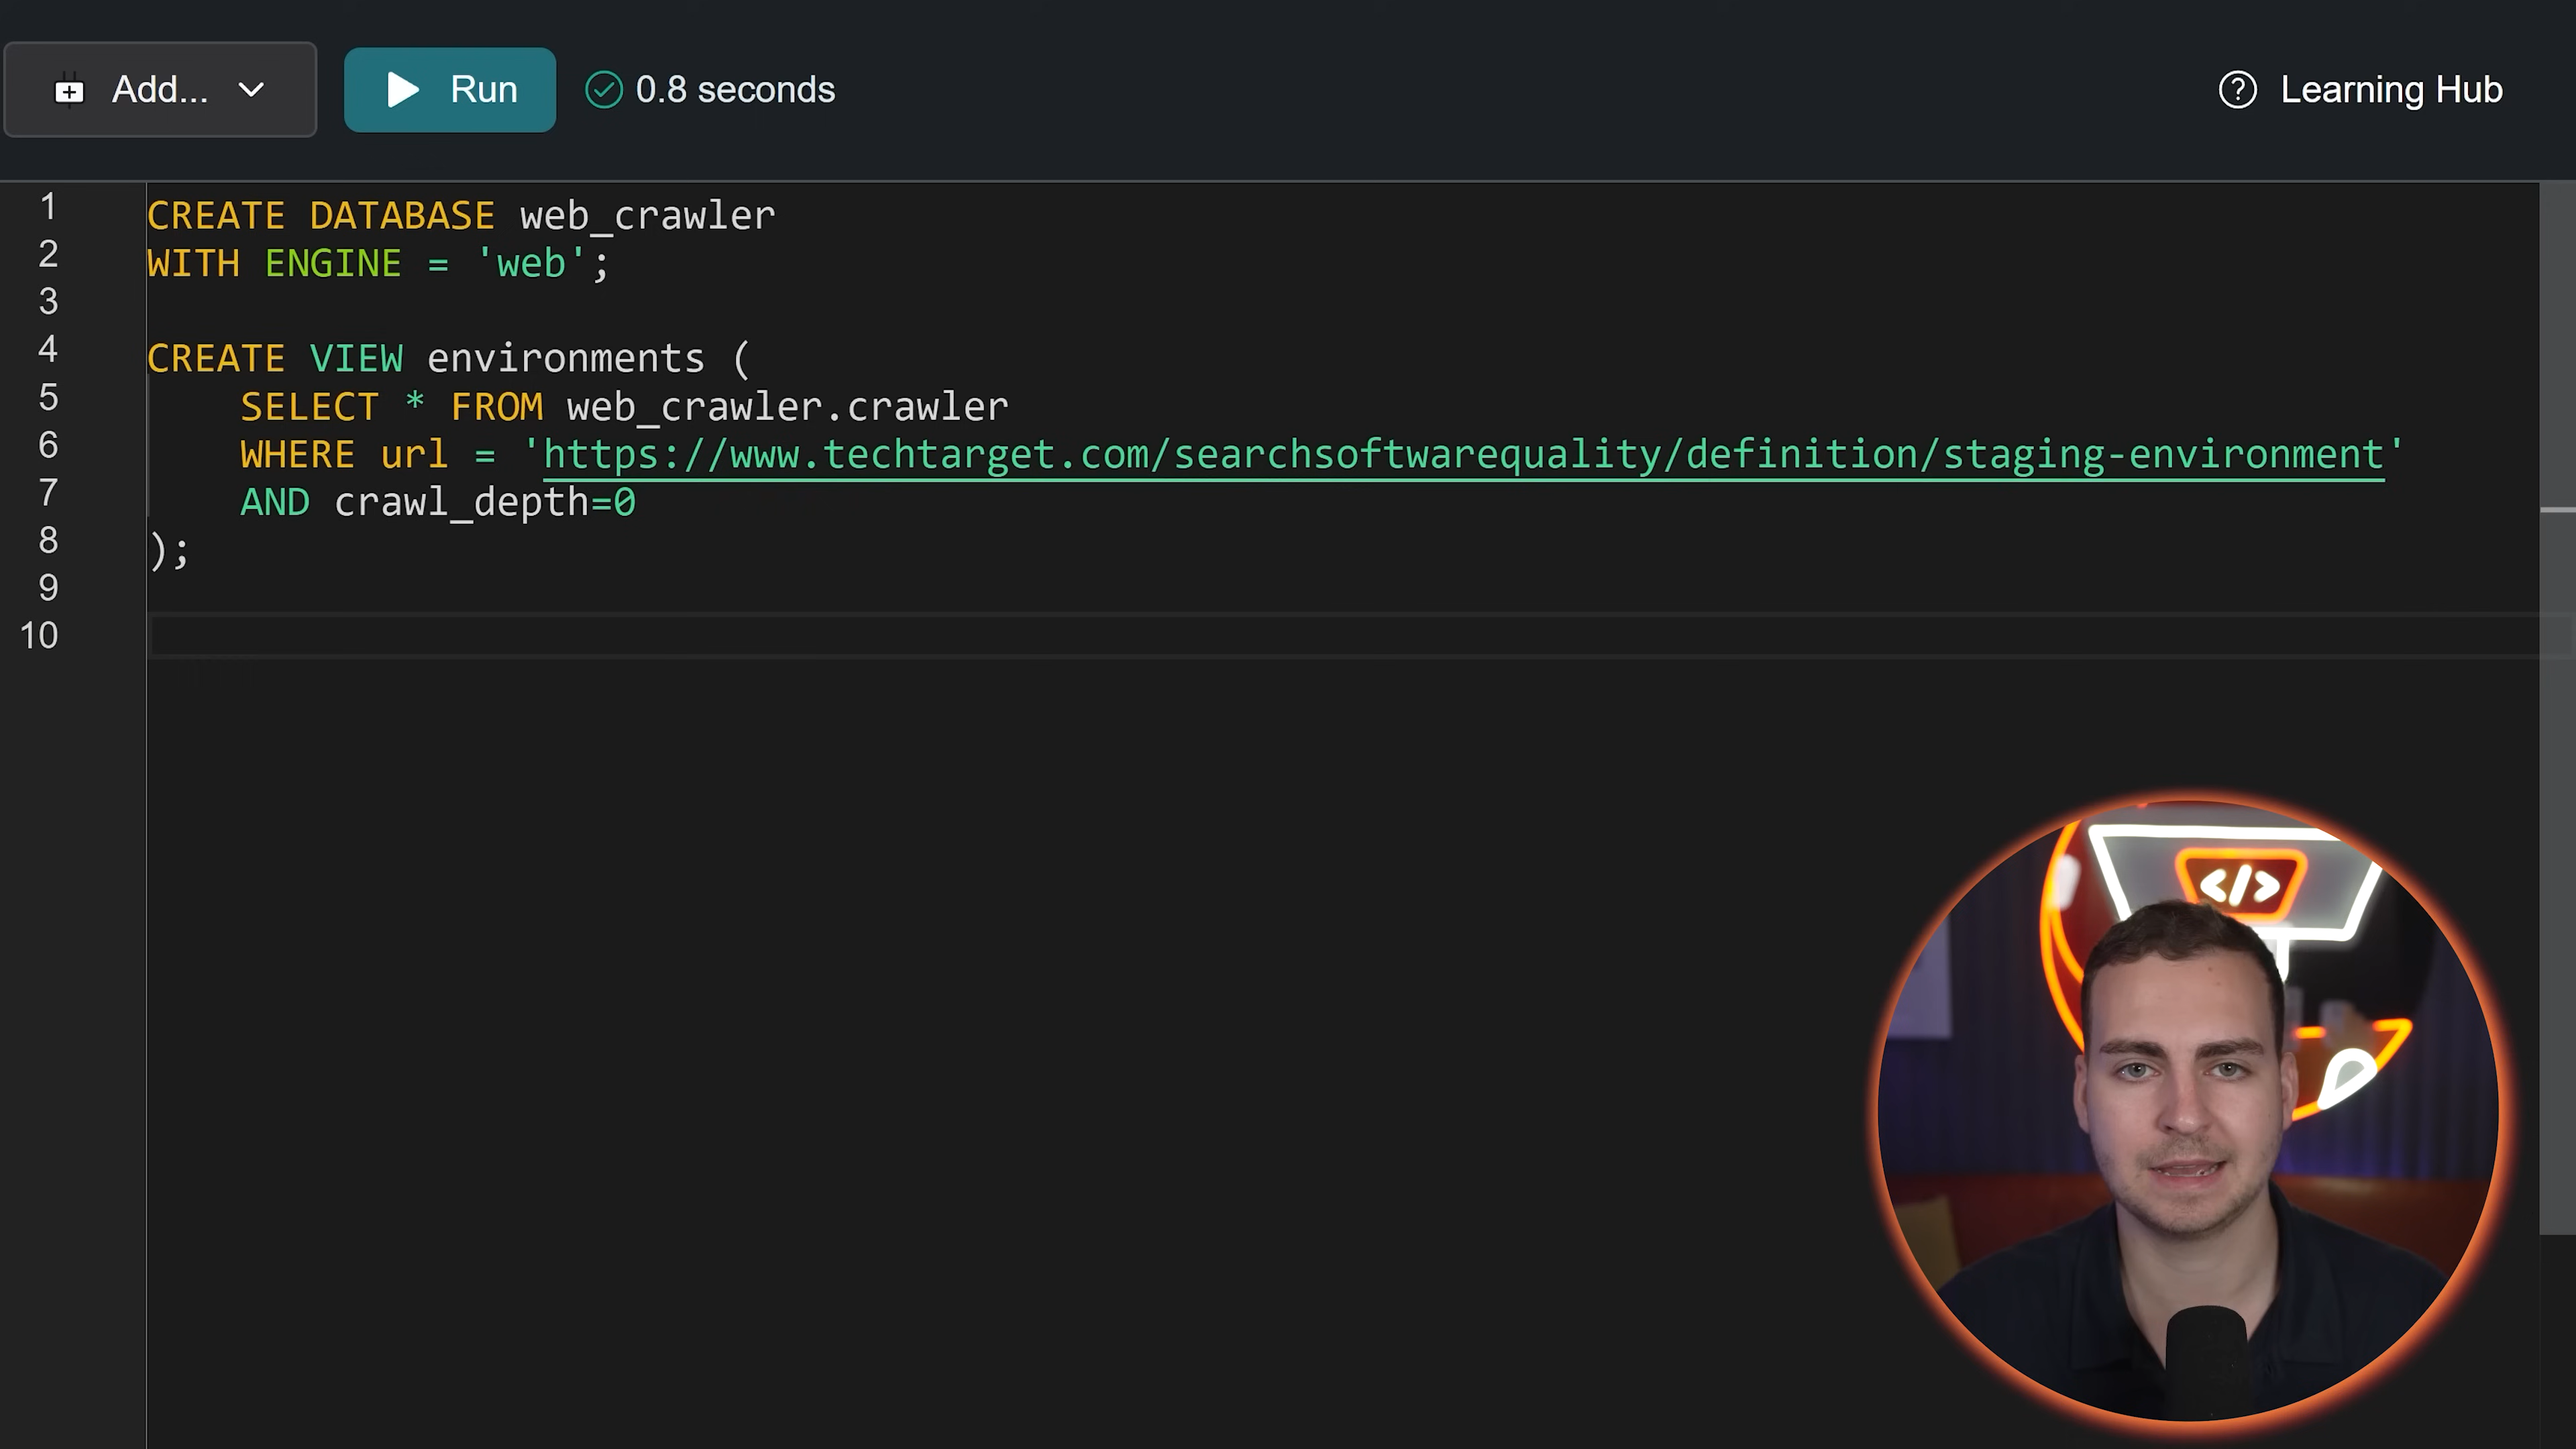 Add...
Run
0.8 seconds
Learning Hub
1 CREATE DATABASE web_crawler
2 WITH ENGINE = 'web';
3
4 CREATE VIEW environments (
5     SELECT * FROM web_crawler.crawler
6     WHERE url = 'https://www.techtarget.com/searchsoftwarequality/definition/staging-environment'
7     AND crawl_depth=0
8 );
9
10
</>